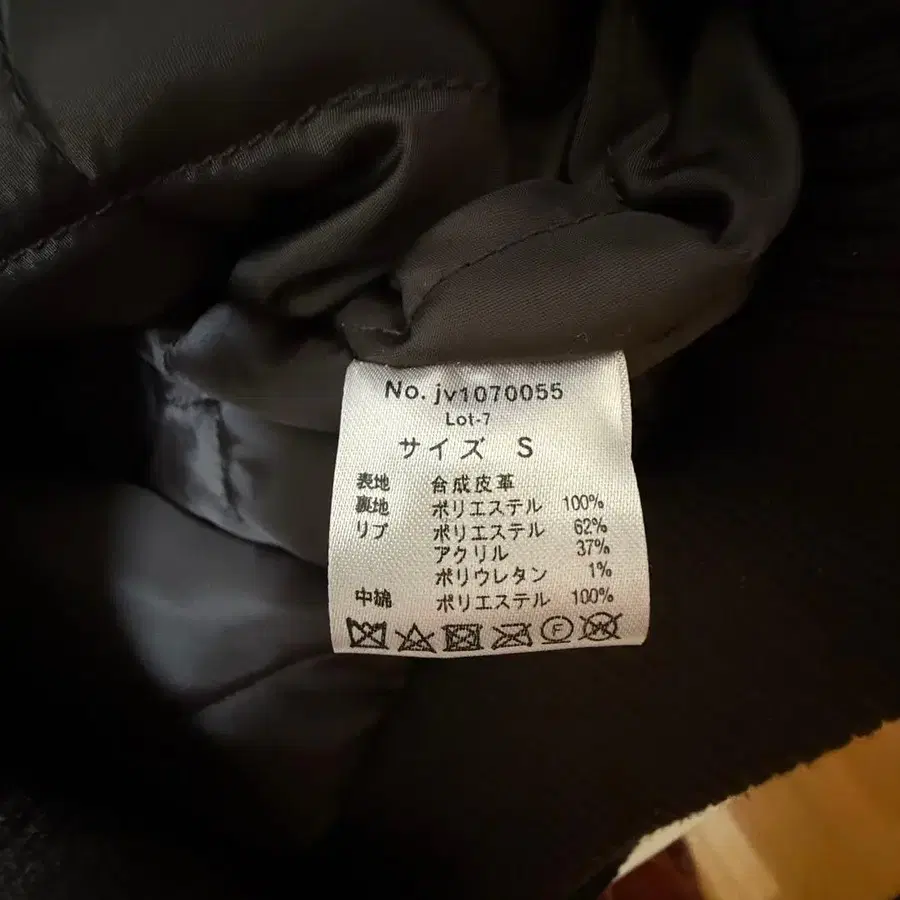 No. jv1070055
Lot-7
サイズ S
表地 合成皮革
裏地 ポリエステル 100%
リブ ポリエステル 62%
アクリル 37%
ポリウレタン 1%
中綿 ポリエステル 100%
F W